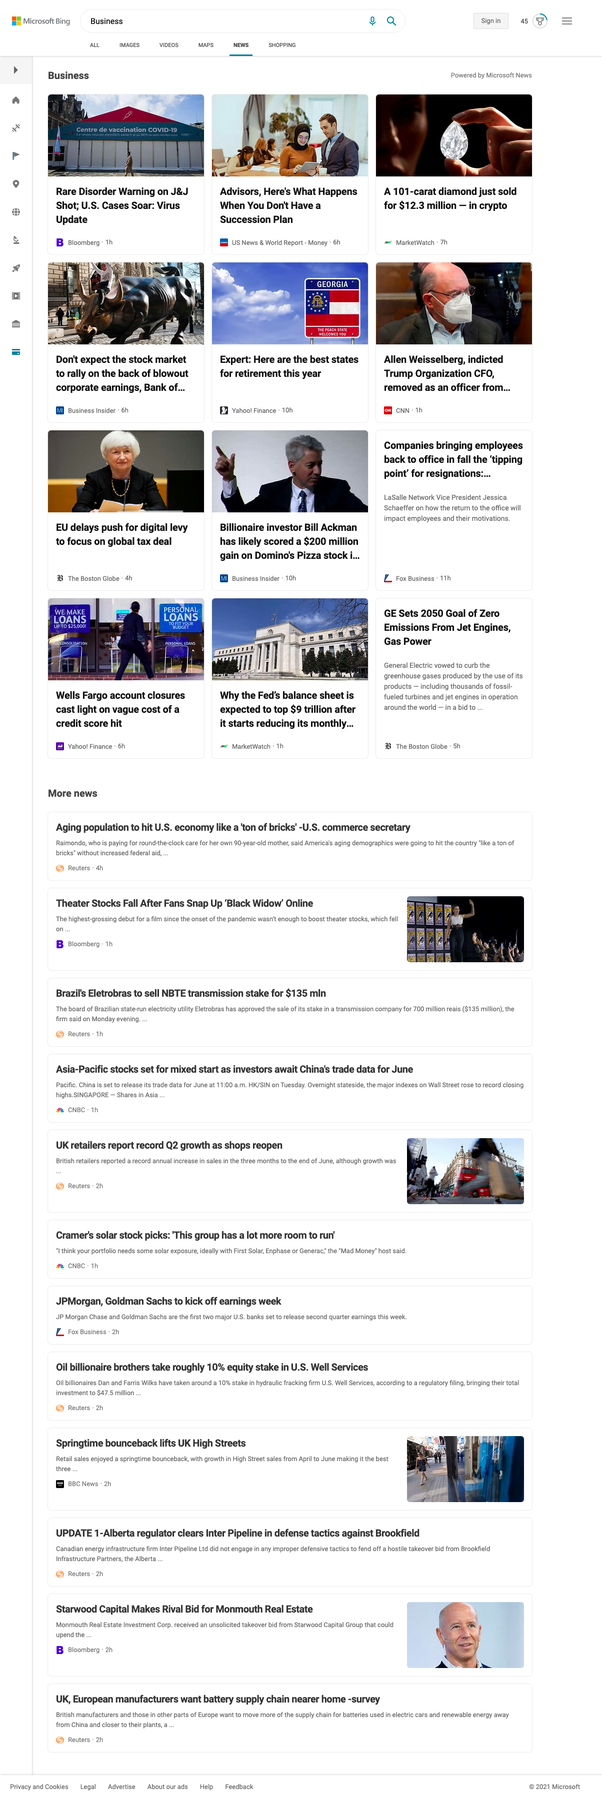 Microsoft Bing
Business
Sign in
45
ALL
IMAGES
VIDEOS
MAPS
NEWS
SHOPPING
Business
Powered by Microsoft News
Centre de vaccination COVID-19
Rare Disorder Warning on J&J
Shot; U.S. Cases Soar: Virus
Update
Bloomberg · 1h
Advisors, Here's What Happens
When You Don't Have a
Succession Plan
US News & World Report - Money · 6h
A 101-carat diamond just sold
for $12.3 million — in crypto
MarketWatch · 7h
Don't expect the stock market
to rally on the back of blowout
corporate earnings, Bank of...
Business Insider · 6h
GEORGIA
THE PEACH STATE
WELCOMES YOU
Expert: Here are the best states
for retirement this year
Yahoo! Finance · 10h
Allen Weisselberg, indicted
Trump Organization CFO,
removed as an officer from...
CNN · 1h
EU delays push for digital levy
to focus on global tax deal
The Boston Globe · 4h
Billionaire investor Bill Ackman
has likely scored a $200 million
gain on Domino's Pizza stock i...
Business Insider · 10h
Companies bringing employees
back to office in fall the 'tipping
point' for resignations:...
LaSalle Network Vice President Jessica
Schaeffer on how the return to the office will
impact employees and their motivations.
Fox Business · 11h
WE MAKE
LOANS
UP TO $25,000!
PERSONAL
LOANS
TO FIT YOUR
BUDGET
Wells Fargo account closures
cast light on vague cost of a
credit score hit
Yahoo! Finance · 6h
Why the Fed's balance sheet is
expected to top $9 trillion after
it starts reducing its monthly...
MarketWatch · 1h
GE Sets 2050 Goal of Zero
Emissions From Jet Engines,
Gas Power
General Electric vowed to curb the
greenhouse gases produced by the use of its
products — including thousands of fossil-
fueled turbines and jet engines in operation
around the world — in a bid to ...
The Boston Globe · 5h
More news
Aging population to hit U.S. economy like a 'ton of bricks' -U.S. commerce secretary
Raimondo, who is paying for round-the-clock care for her own 90-year-old mother, said America's aging demographics were going to hit the country "like a ton of
bricks" without increased federal aid, ...
Reuters · 4h
Theater Stocks Fall After Fans Snap Up 'Black Widow' Online
The highest-grossing debut for a film since the onset of the pandemic wasn't enough to boost theater stocks, which fell
on ...
Bloomberg · 1h
Brazil's Eletrobras to sell NBTE transmission stake for $135 mln
The board of Brazilian state-run electricity utility Eletrobras has approved the sale of its stake in a transmission company for 700 million reais ($135 million), the
firm said on Monday evening. ...
Reuters · 1h
Asia-Pacific stocks set for mixed start as investors await China's trade data for June
Pacific. China is set to release its trade data for June at 11:00 a.m. HK/SIN on Tuesday. Overnight stateside, the major indexes on Wall Street rose to record closing
highs.SINGAPORE — Shares in Asia ...
CNBC · 1h
UK retailers report record Q2 growth as shops reopen
British retailers reported a record annual increase in sales in the three months to the end of June, although growth was
...
Reuters · 2h
Cramer's solar stock picks: 'This group has a lot more room to run'
"I think your portfolio needs some solar exposure, ideally with First Solar, Enphase or Generac," the "Mad Money" host said.
CNBC · 1h
JPMorgan, Goldman Sachs to kick off earnings week
JP Morgan Chase and Goldman Sachs are the first two major U.S. banks set to release second quarter earnings this week.
Fox Business · 2h
Oil billionaire brothers take roughly 10% equity stake in U.S. Well Services
Oil billionaires Dan and Farris Wilks have taken around a 10% stake in hydraulic fracking firm U.S. Well Services, according to a regulatory filing, bringing their total
investment to $47.5 million ...
Reuters · 2h
Springtime bounceback lifts UK High Streets
Retail sales enjoyed a springtime bounceback, with growth in High Street sales from April to June making it the best
three ...
BBC News · 2h
UPDATE 1-Alberta regulator clears Inter Pipeline in defense tactics against Brookfield
Canadian energy infrastructure firm Inter Pipeline Ltd did not engage in any improper defensive tactics to fend off a hostile takeover bid from Brookfield
Infrastructure Partners, the Alberta ...
Reuters · 2h
Starwood Capital Makes Rival Bid for Monmouth Real Estate
Monmouth Real Estate Investment Corp. received an unsolicited takeover bid from Starwood Capital Group that could
upend the ...
Bloomberg · 2h
UK, European manufacturers want battery supply chain nearer home -survey
British manufacturers and those in other parts of Europe want to move more of the supply chain for batteries used in electric cars and renewable energy away
from China and closer to their plants, a ...
Reuters · 2h
Privacy and Cookies
Legal
Advertise
About our ads
Help
Feedback
© 2021 Microsoft